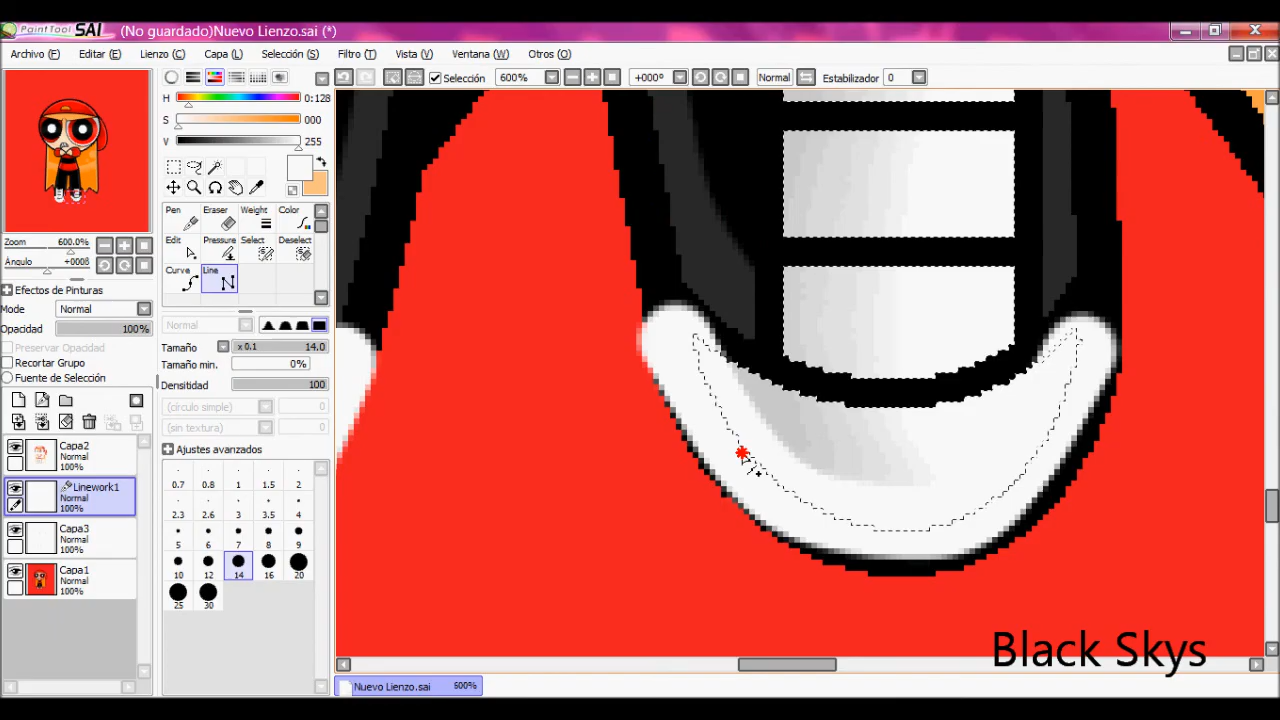 PaintTool SAI (No guardado)Nuevo Lienzo.sai (*)
Archivo (F) Editar (E) Lienzo (C) Capa (L) Selección (S) Filtro (T) Vista (V) Ventana (W) Otros (O)
Selección 600% +000º Normal Estabilizador 0
H 0:128
S 000
V 255
Pen Eraser Weight Color
Edit Pressure Select Deselect
Curve Line
Zoom 600.0%
Ángulo +000º
Efectos de Pinturas
Mode Normal
Opacidad 100%
Preservar Opacidad
Recortar Grupo
Fuente de Selección
Capa2
Normal
100%
Linework1
Normal
100%
Capa3
Normal
100%
Capa1
Normal
100%
Normal
Tamaño x 0.1 14.0
Tamaño min. 0%
Densitidad 100
(círculo simple) 0
(sin textura) 0
Ajustes avanzados
0.7 0.8 1 1.5 2
2.3 2.6 3 3.5 4
5 6 7 8 9
10 12 14 16 20
25 30
Nuevo Lienzo.sai 600%
Black Skys